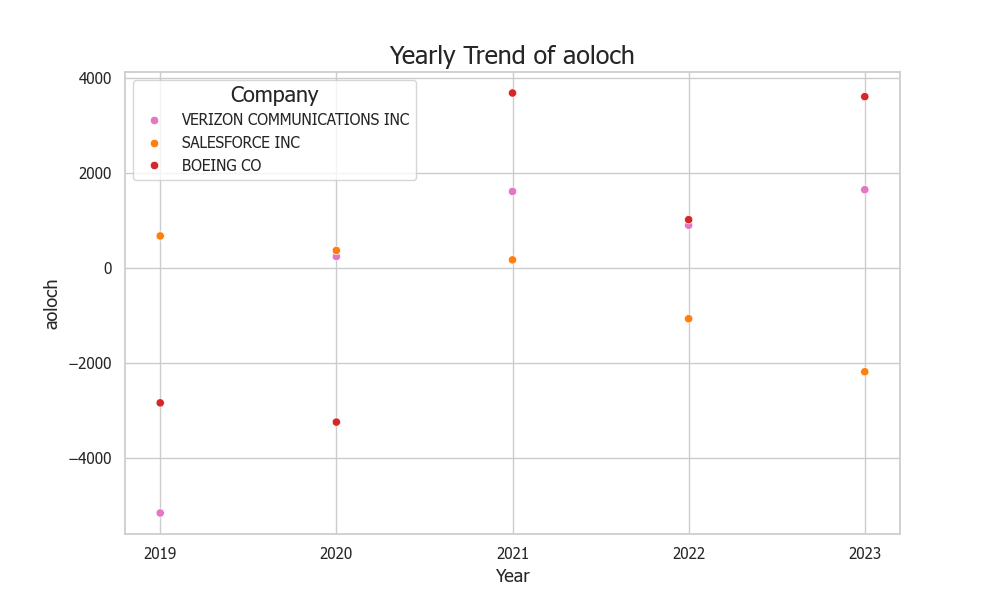 Yearly Trend of aoloch
4000
2000
0
−2000
−4000
aoloch
Company
VERIZON COMMUNICATIONS INC
SALESFORCE INC
BOEING CO
2019 2020 2021 2022 2023
Year